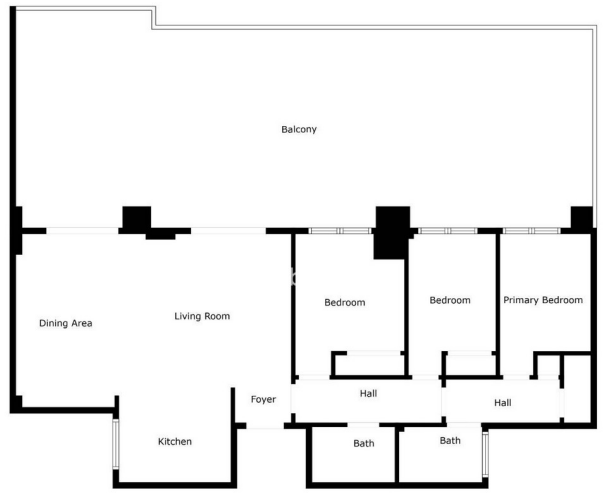 Balcony
Dining Area
Living Room
Bedroom
Bedroom
Primary Bedroom
Foyer
Hall
Hall
Kitchen
Bath
Bath